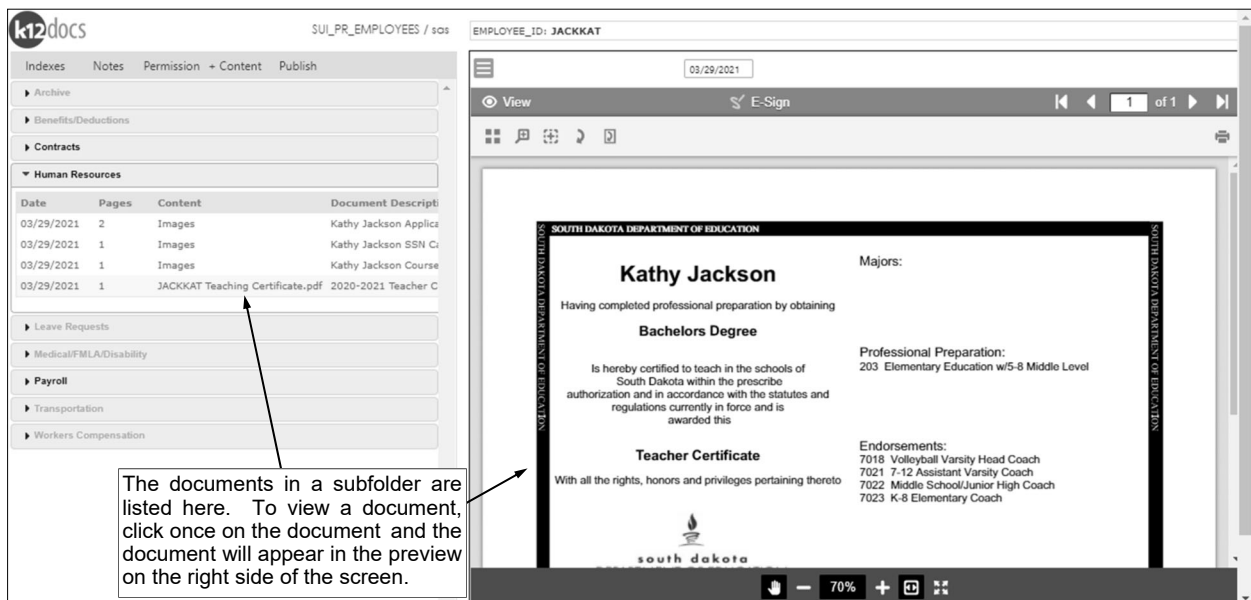 k12docs
SUI_PR_EMPLOYEES / sas
EMPLOYEE_ID: JACKKAT
Indexes Notes Permission + Content Publish
Archive
Benefits/Deductions
Contracts
Human Resources
Date Pages Content Document Descripti
03/29/2021 2 Images Kathy Jackson Applica
03/29/2021 1 Images Kathy Jackson SSN Ca
03/29/2021 1 Images Kathy Jackson Course
03/29/2021 1 JACKKAT Teaching Certificate.pdf 2020-2021 Teacher C
Leave Requests
Medical/FMLA/Disability
Payroll
Transportation
Workers Compensation
The documents in a subfolder are
listed here. To view a document,
click once on the document and the
document will appear in the preview
on the right side of the screen.
03/29/2021
View E-Sign 1 of 1
SOUTH DAKOTA DEPARTMENT OF EDUCATION
SOUTH DAKOTA DEPARTMENT OF EDUCATION
SOUTH DAKOTA DEPARTMENT OF EDUCATION
Kathy Jackson
Having completed professional preparation by obtaining
Bachelors Degree
Is hereby certified to teach in the schools of
South Dakota within the prescribe
authorization and in accordance with the statutes and
regulations currently in force and is
awarded this
Teacher Certificate
With all the rights, honors and privileges pertaining thereto
south dakota
Majors:
Professional Preparation:
203 Elementary Education w/5-8 Middle Level
Endorsements:
7018 Volleyball Varsity Head Coach
7021 7-12 Assistant Varsity Coach
7022 Middle School/Junior High Coach
7023 K-8 Elementary Coach
70%